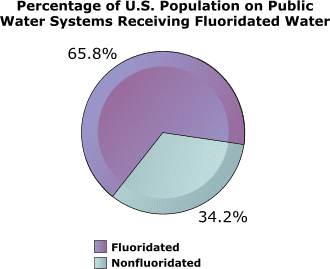 Percentage of U.S. Population on Public
Water Systems Receiving Fluoridated Water
65.8%
34.2%
Fluoridated
Nonfluoridated